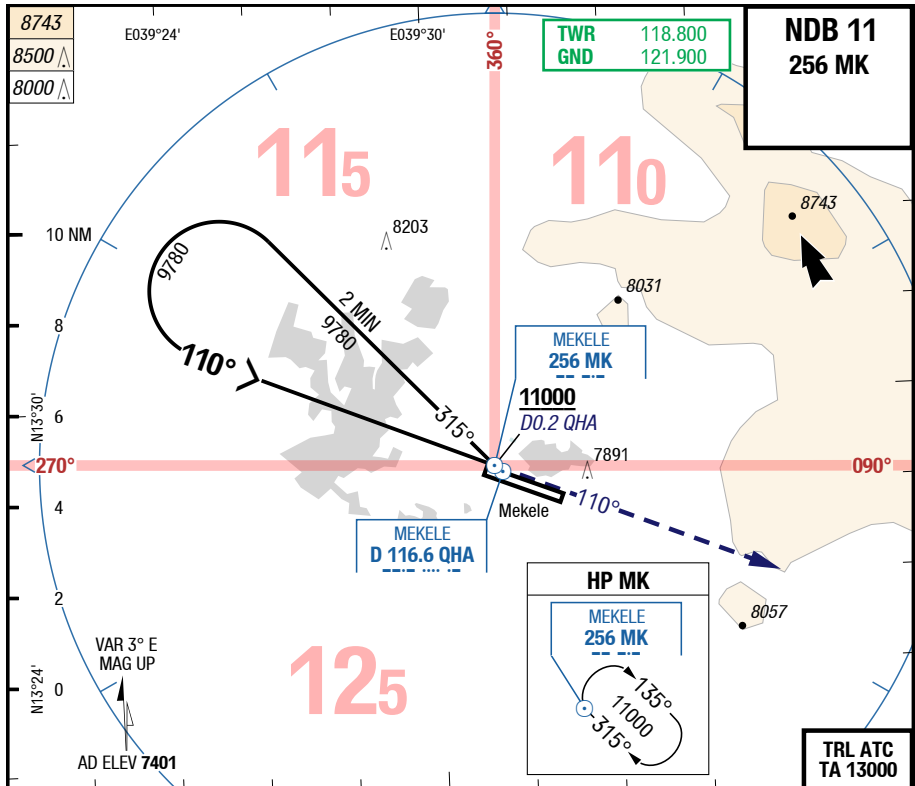 8743
8500
8000
E039°24'
E039°30'
360°
TWR 118.800
GND 121.900
NDB 11
256 MK
115
110
8743
8203
10 NM
9780
2 MIN
9780
8031
8
MEKELE
256 MK
110°
11000
D0.2 QHA
N13°30'
6
315°
7891
270°
090°
4
Mekele
110°
MEKELE
D 116.6 QHA
HP MK
MEKELE
256 MK
8057
2
135°
11000
315°
VAR 3° E
MAG UP
125
N13°24'
0
AD ELEV 7401
TRL ATC
TA 13000